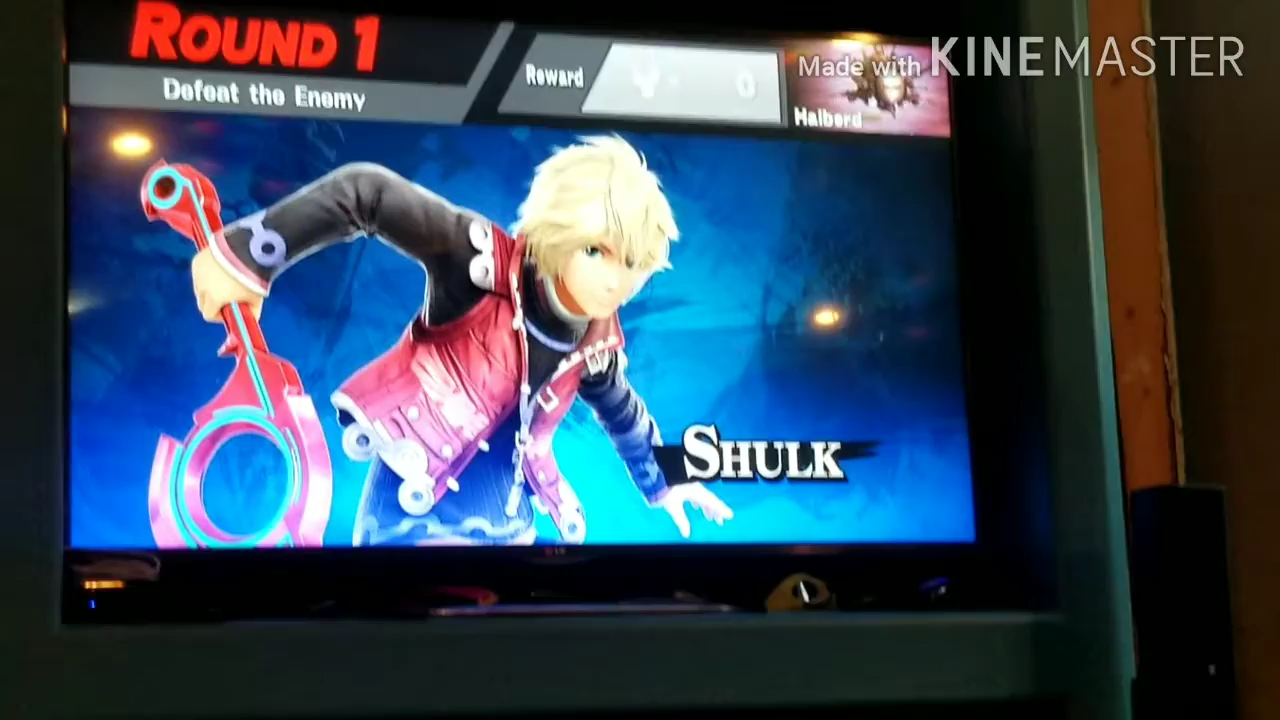 ROUND 1
Defeat the Enemy
Reward
0
Made with KINEMASTER
Halberd
SHULK